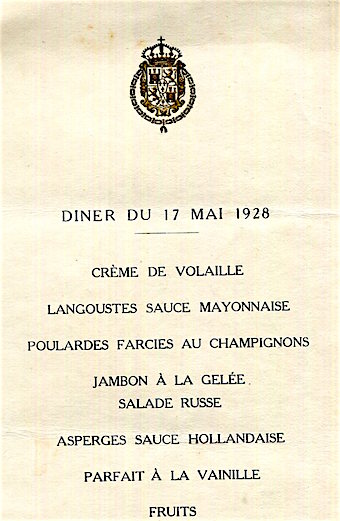 DINER DU 17 MAI 1928
CRÈME DE VOLAILLE
LANGOUSTES SAUCE MAYONNAISE
POULARDES FARCIES AU CHAMPIGNONS
JAMBON À LA GELÉE
SALADE RUSSE
ASPERGES SAUCE HOLLANDAISE
PARFAIT À LA VAINILLE
FRUITS